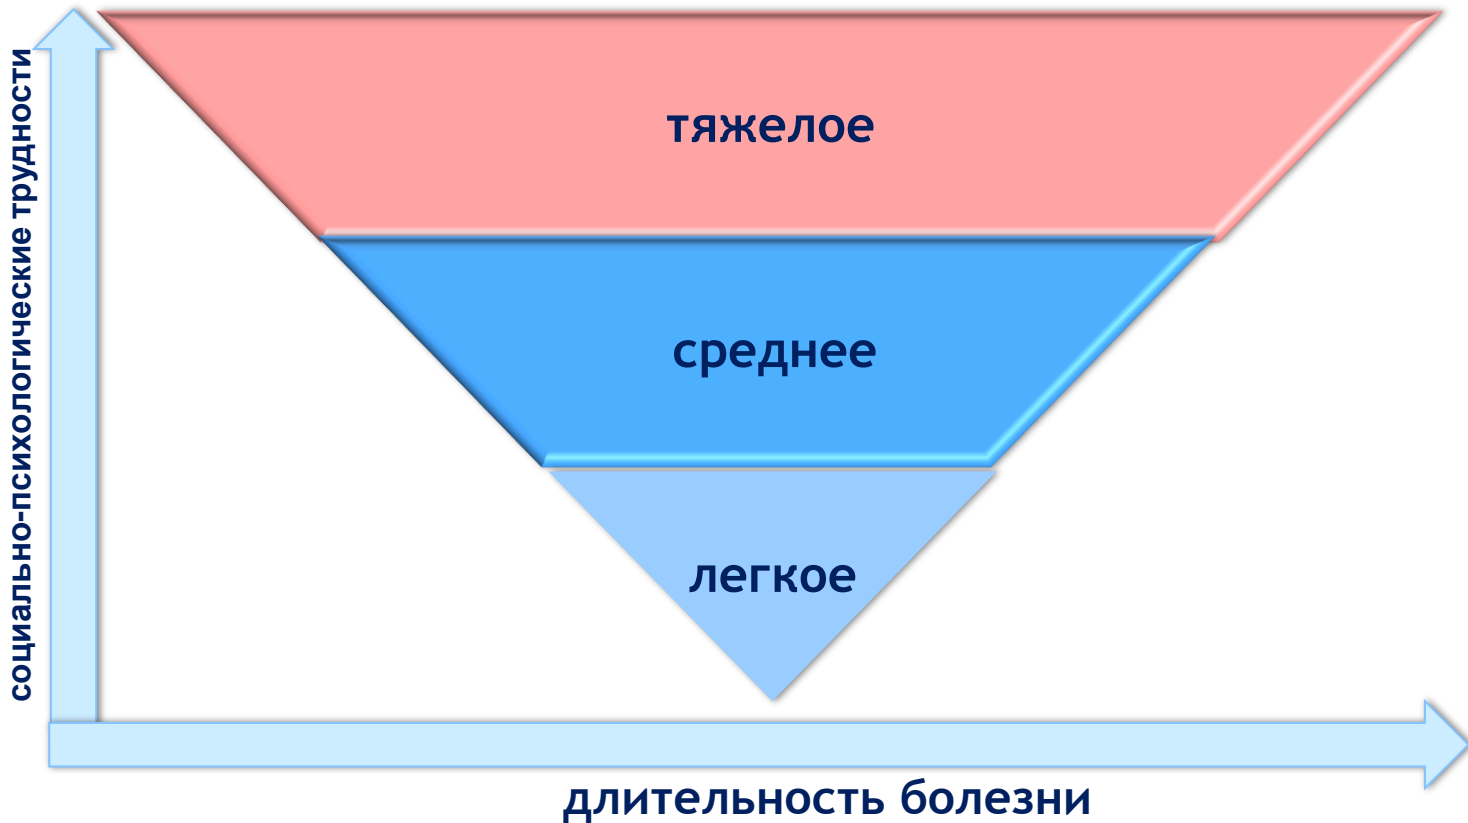 социально-психологические трудности
тяжелое
среднее
легкое
длительность болезни